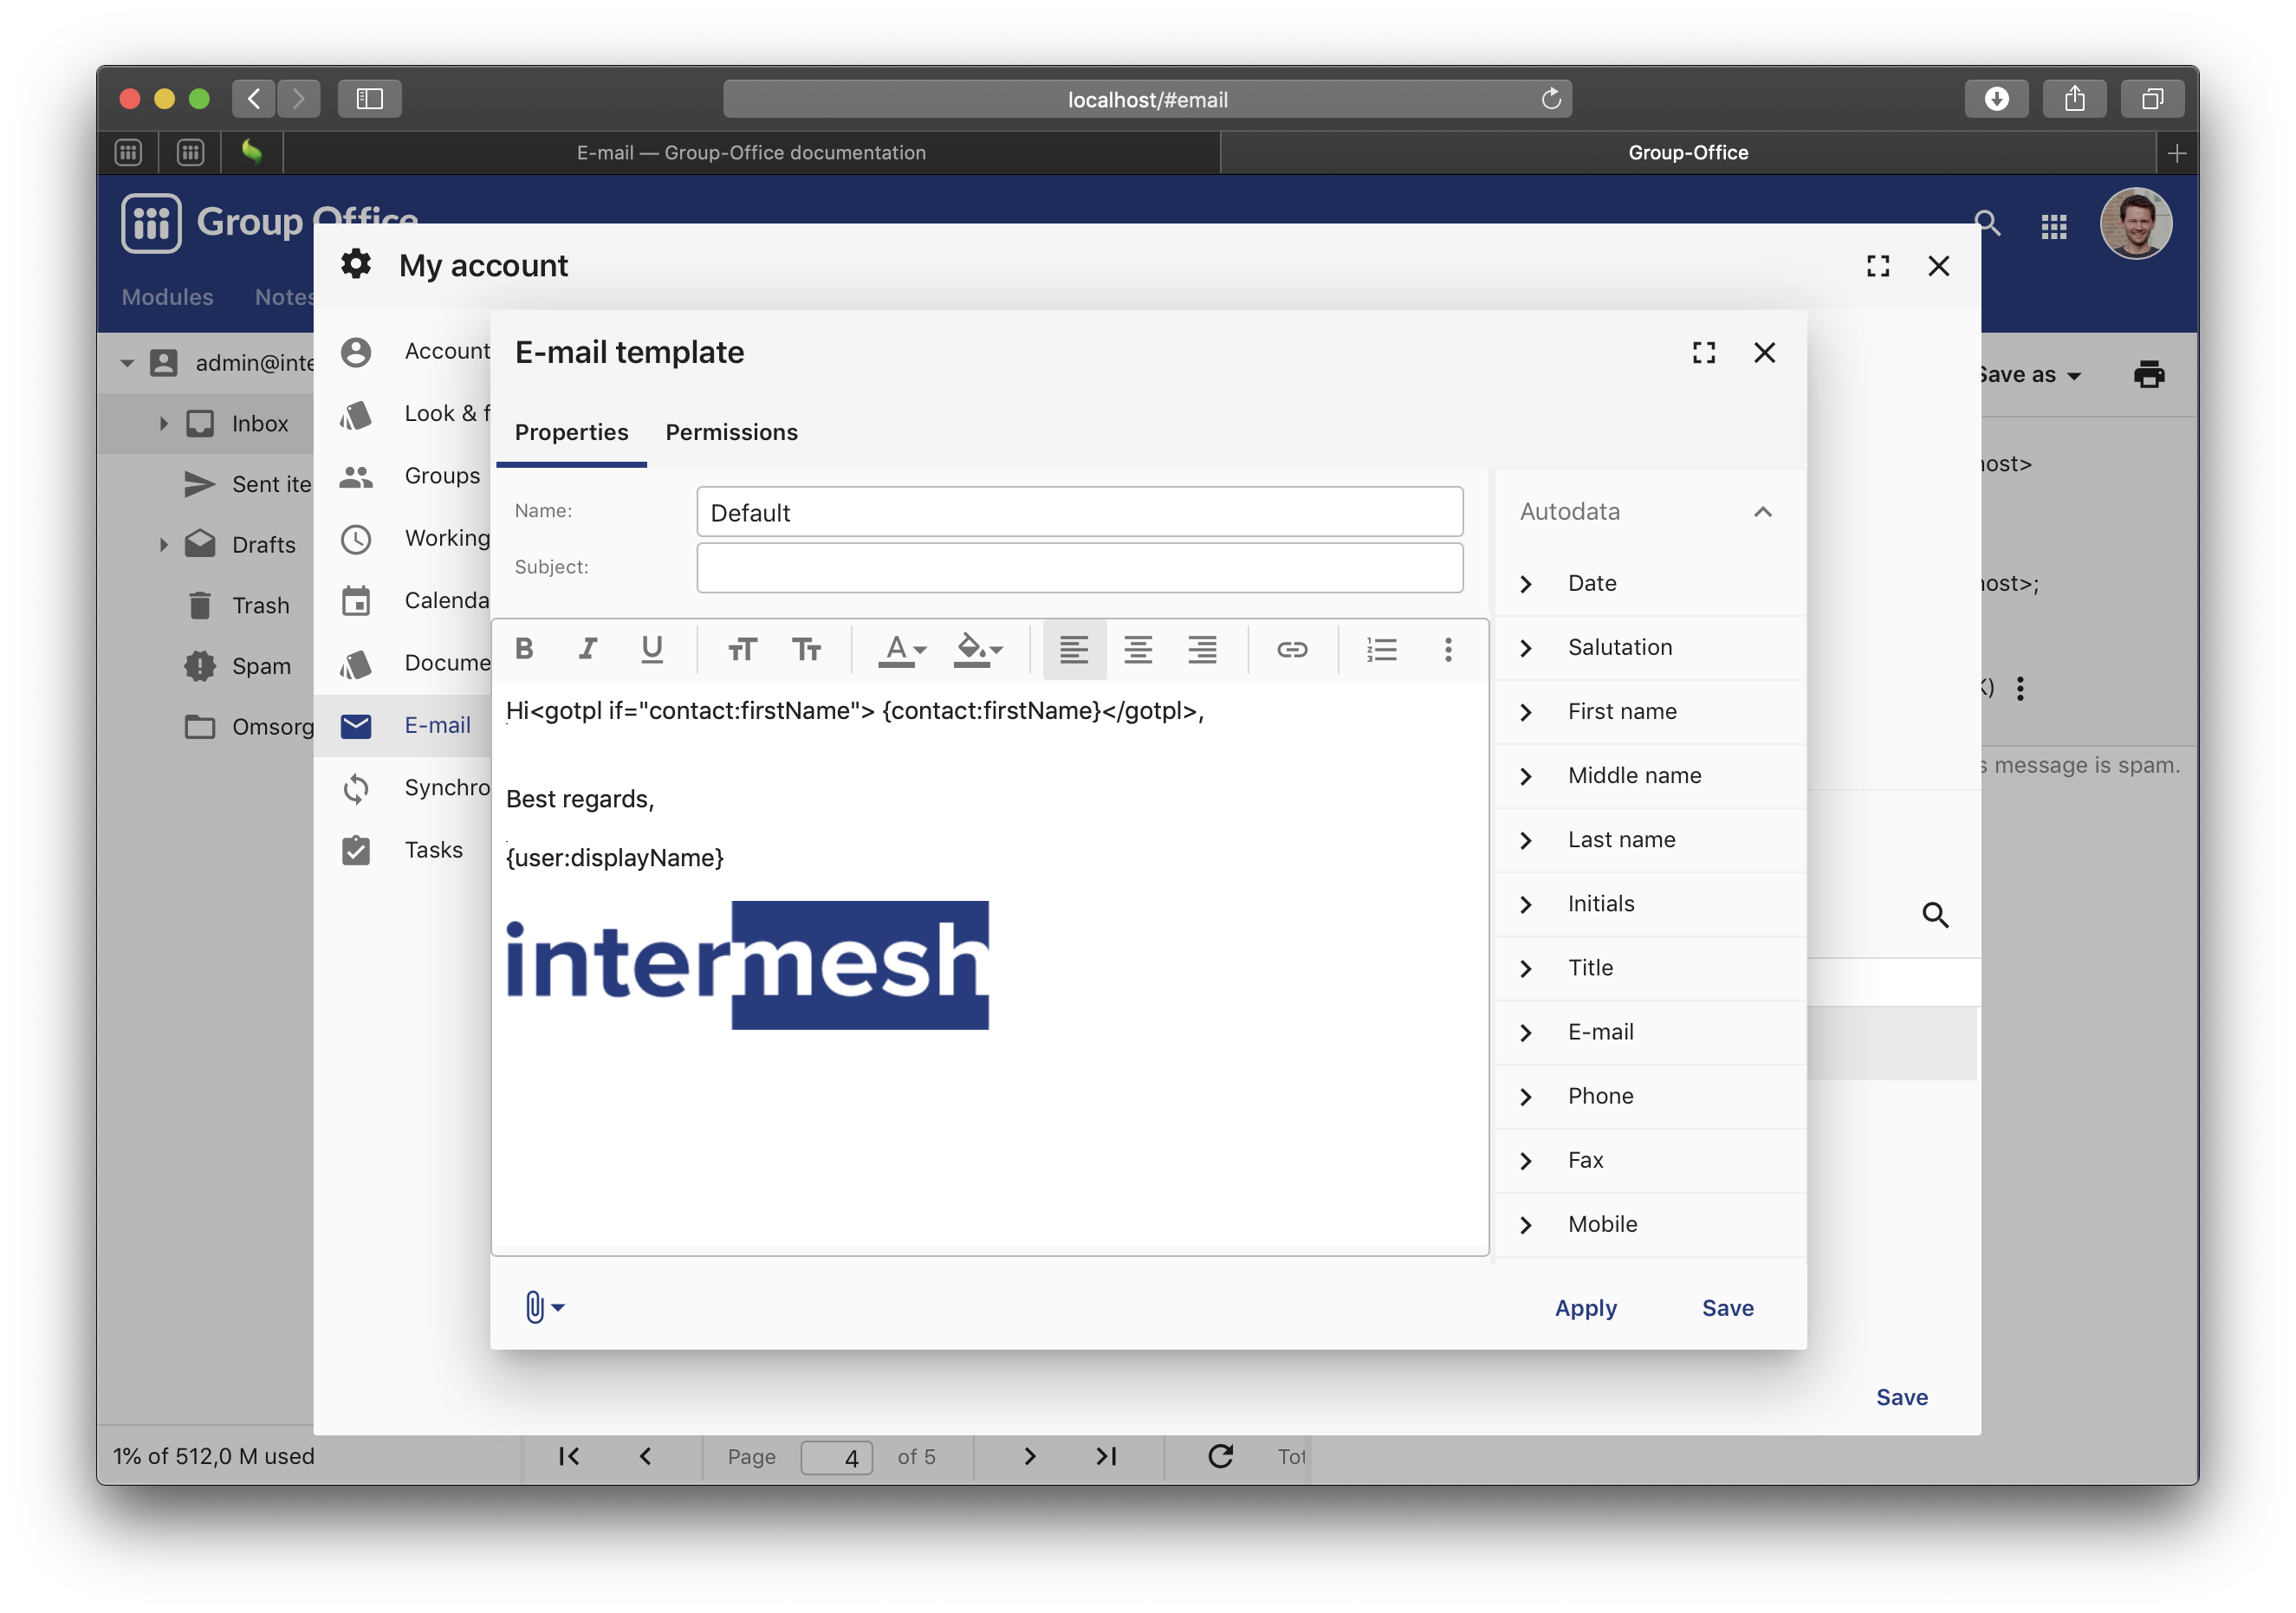 localhost/#email
E-mail — Group-Office documentation
Group-Office
Group Office
Modules Notes
My account
admin@inte
Inbox
Sent ite
Drafts
Trash
Spam
Omsorg
Account
Look & f
Groups
Working
Calenda
Docume
E-mail
Synchro
Tasks
E-mail template
Properties Permissions
Name: Default
Subject:
B I U TT Tт A
Hi<gotpl if="contact:firstName"> {contact:firstName}</gotpl>,
Best regards,
{user:displayName}
intermesh
Autodata
Date
Salutation
First name
Middle name
Last name
Initials
Title
E-mail
Phone
Fax
Mobile
Apply Save
Save as
ost>
ost>;
K)
s message is spam.
Save
1% of 512,0 M used
Page 4 of 5
Tot